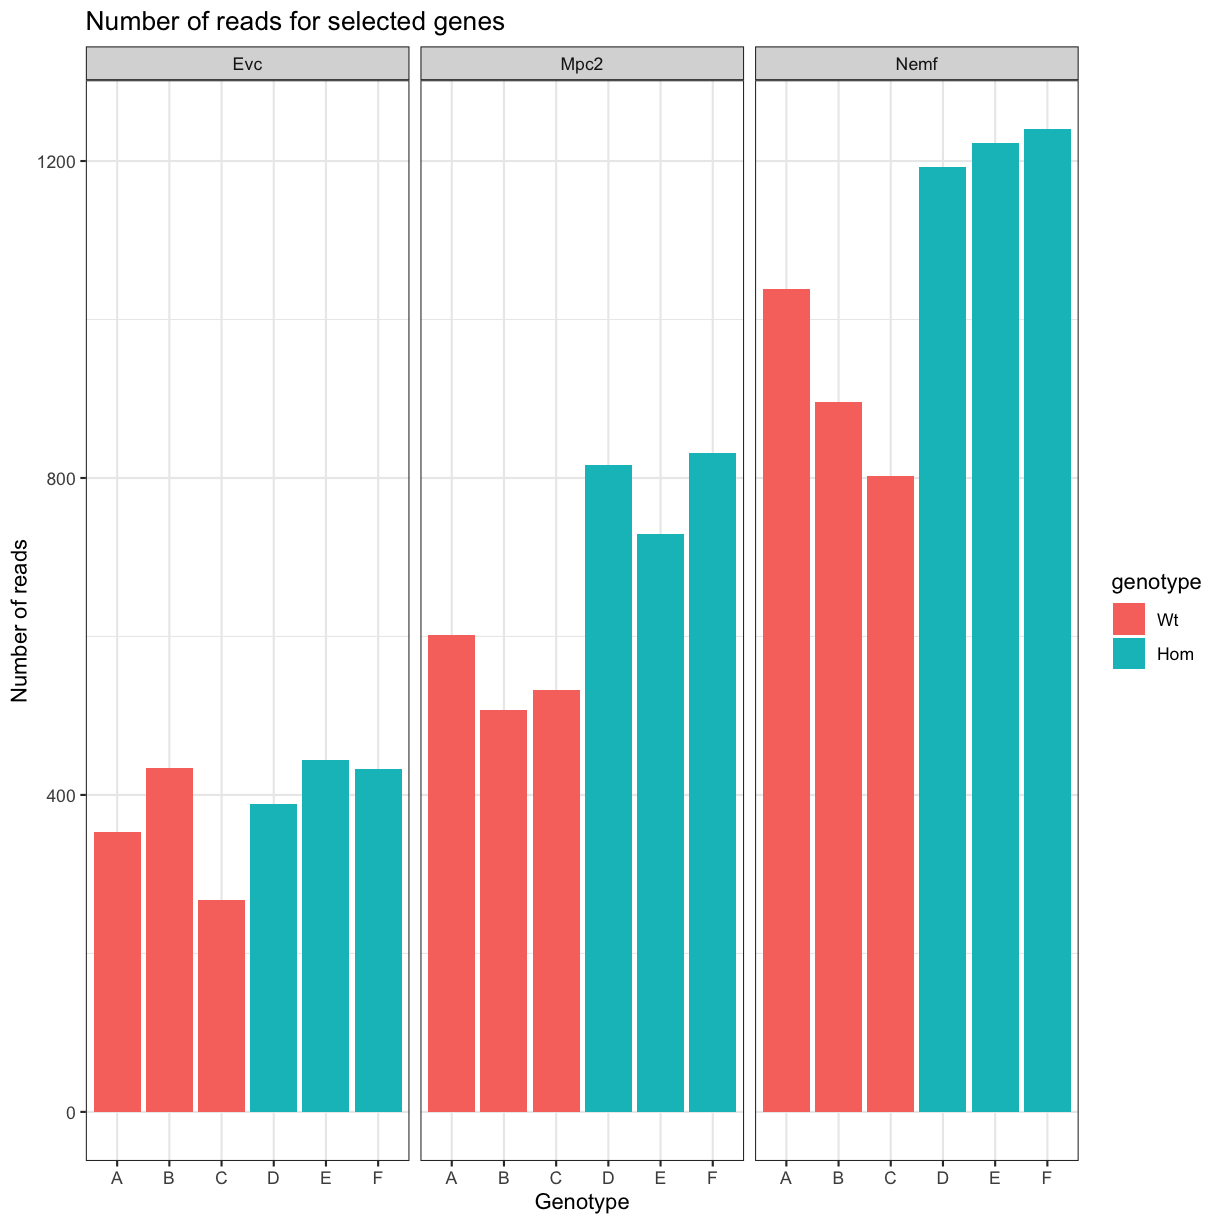 Number of reads for selected genes
Evc Mpc2 Nemf
1200
800
400
0
Number of reads
A B C D E F A B C D E F A B C D E F
Genotype
genotype
Wt
Hom